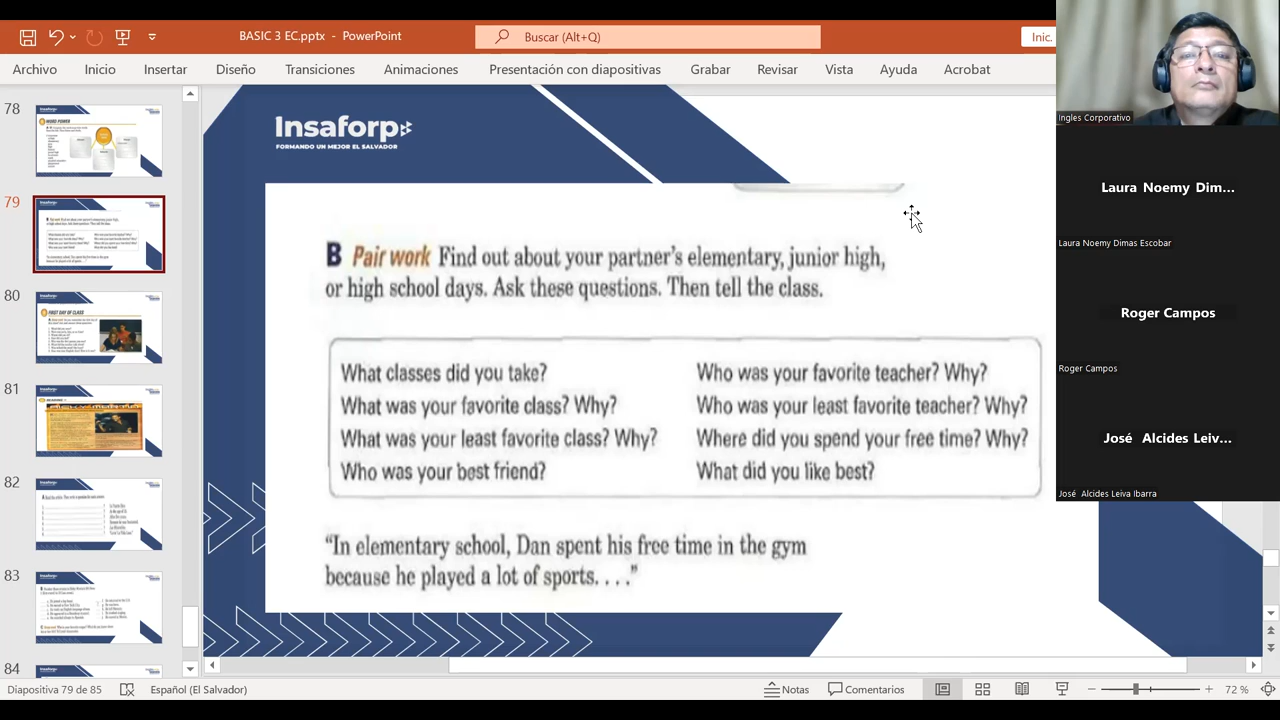 BASIC 3 EC.pptx - PowerPoint
Buscar (Alt+Q)
Inic.
Archivo Inicio Insertar Diseño Transiciones Animaciones Presentación con diapositivas Grabar Revisar Vista Ayuda Acrobat
78
WORD POWER
79
80
FIRST DAY OF CLASS
81
82
83
84
Insaforp
FORMANDO UN MEJOR EL SALVADOR
B Pair work Find out about your partner's elementary, junior high,
or high school days. Ask these questions. Then tell the class.
What classes did you take?
What was your favorite class? Why?
What was your least favorite class? Why?
Who was your best friend?
Who was your favorite teacher? Why?
Who was your least favorite teacher? Why?
Where did you spend your free time? Why?
What did you like best?
"In elementary school, Dan spent his free time in the gym
because he played a lot of sports. . . ."
Ingles Corporativo
Laura Noemy Dim...
Laura Noemy Dimas Escobar
Roger Campos
Roger Campos
José Alcides Leiv...
José Alcides Leiva Ibarra
Diapositiva 79 de 85
Español (El Salvador)
Notas
Comentarios
72 %